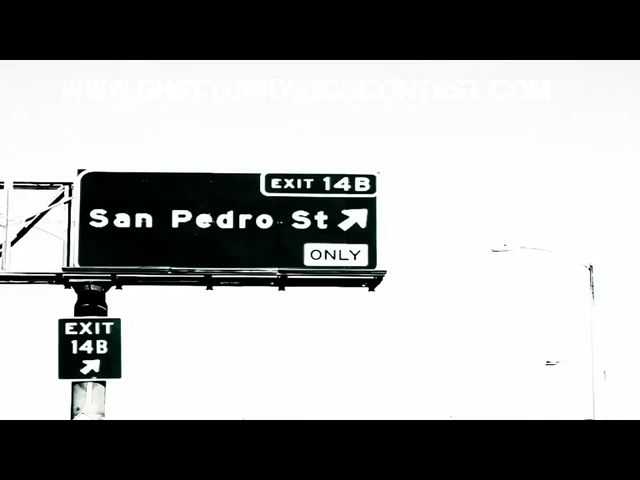 WWW.GHETTOPHYSICSCONTEST.COM
EXIT 14B
San Pedro St
ONLY
EXIT
14B